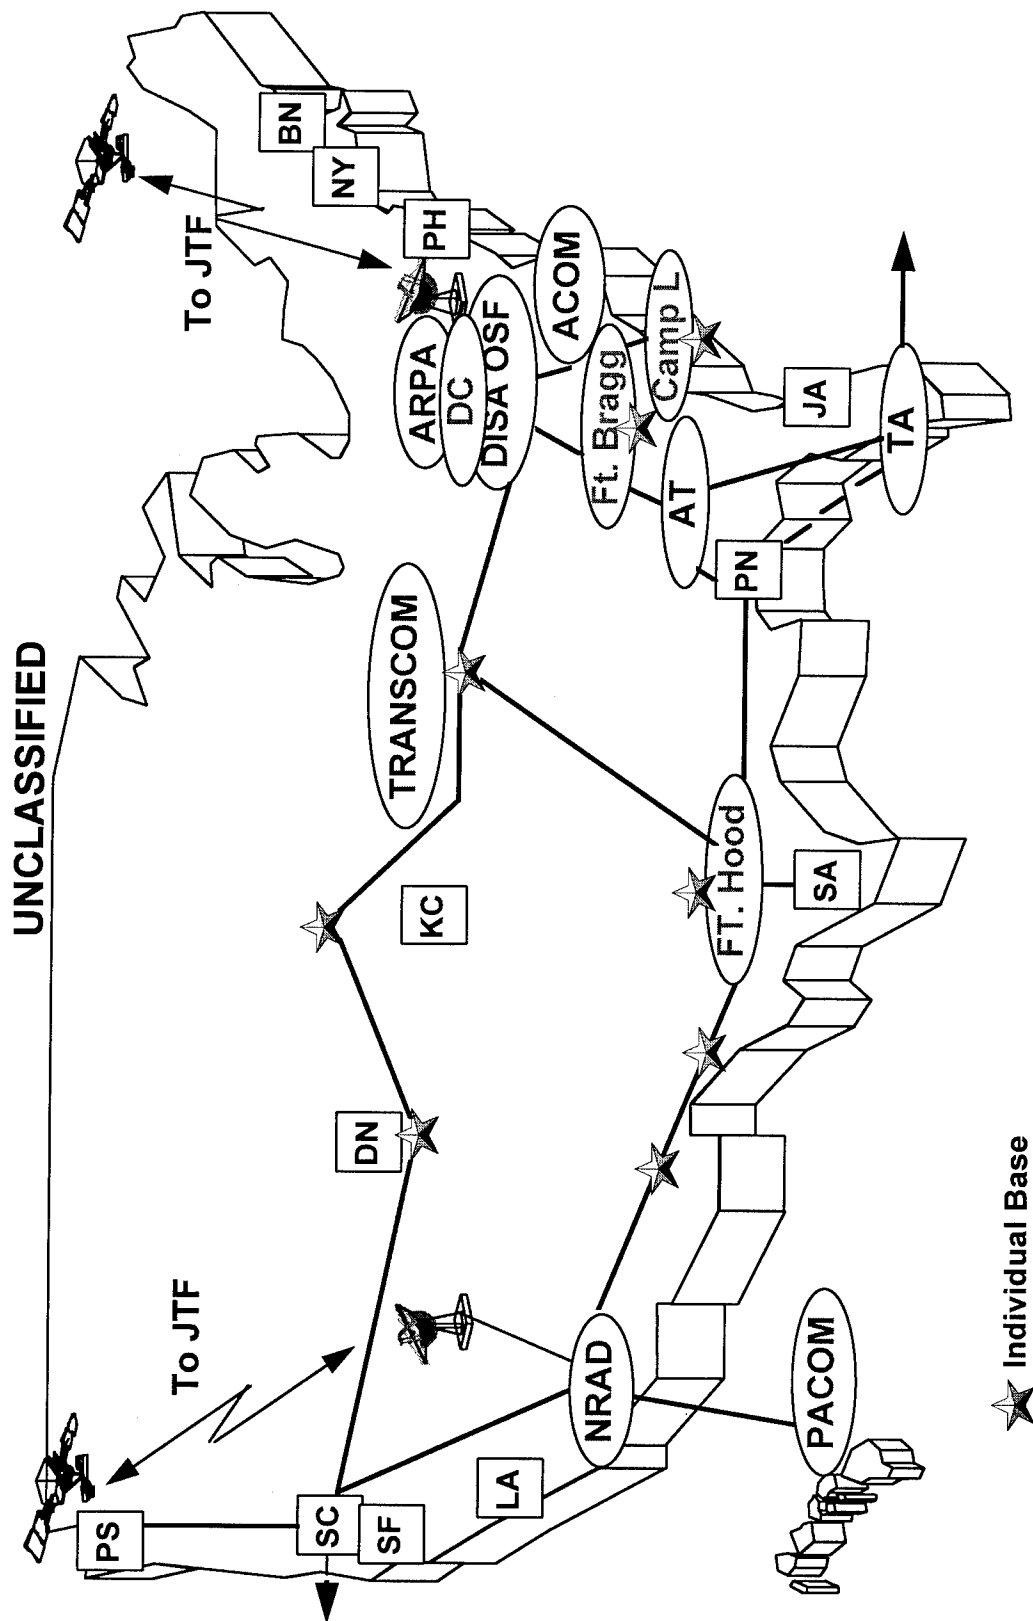 UNCLASSIFIED
To JTF
To JTF
PS
SC
SF
LA
NRAD
PACOM
DN
KC
FT. Hood
SA
TRANSCOM
ARPA
DC
DISA OSF
PH
NY
BN
ACOM
Ft. Bragg
Camp L
AT
PN
JA
TA
Individual Base